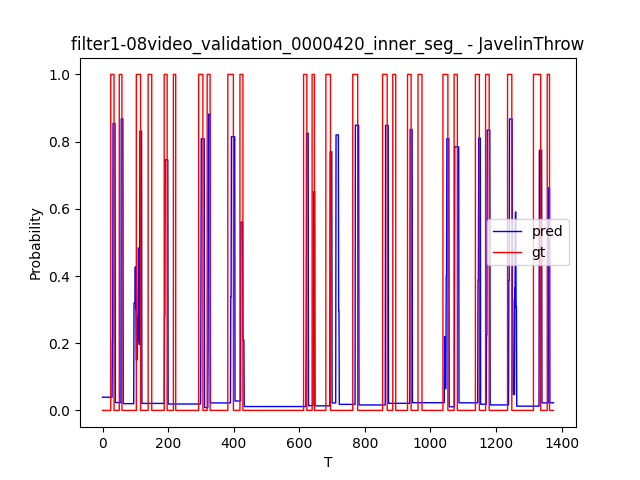 filter1-08video_validation_0000420_inner_seg_ - JavelinThrow
1.0
0.8
0.6
0.4
0.2
0.0
Probability
pred
gt
0 200 400 600 800 1000 1200 1400
T